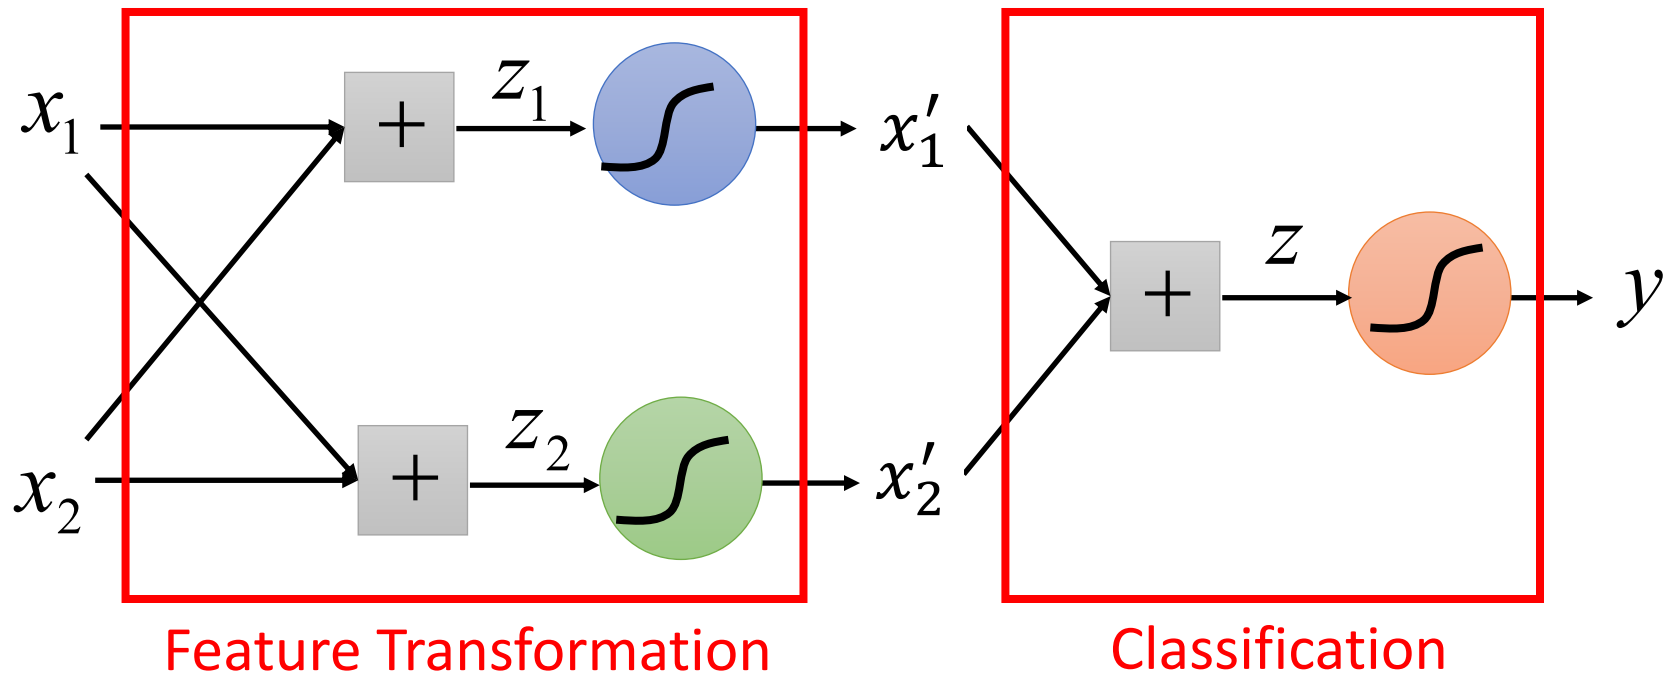 x₁
+
z₁
x₁′
x₂
+
z₂
x₂′
+
z
y
Feature Transformation
Classification